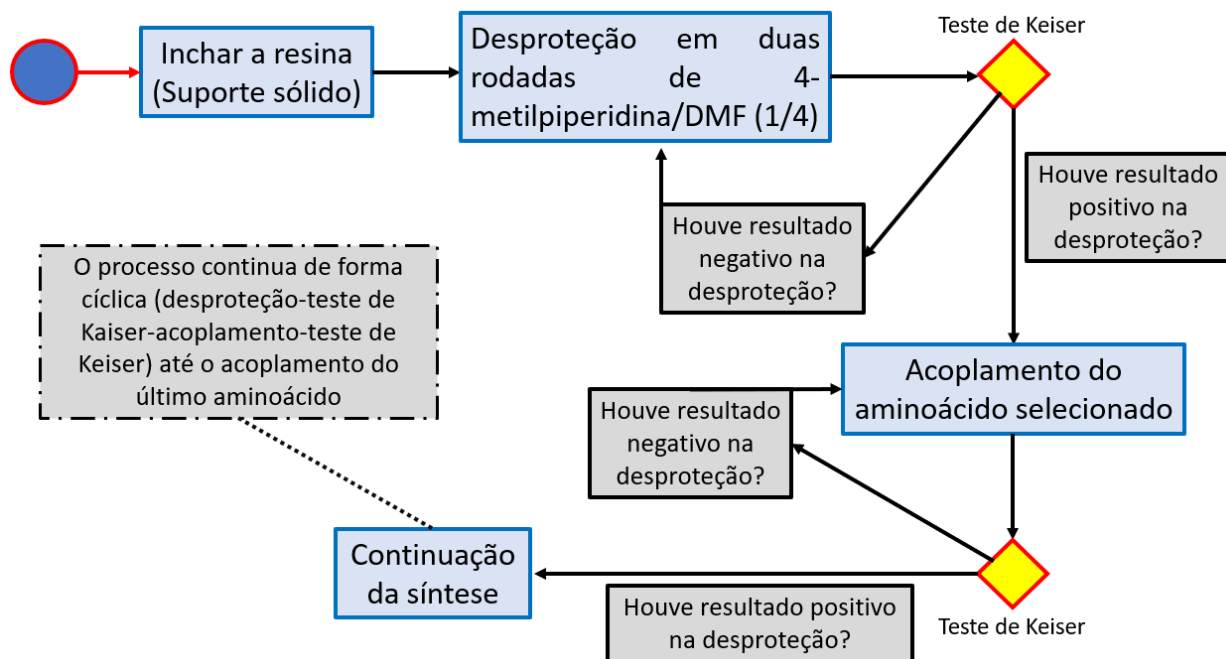 Inchar a resina
(Suporte sólido)
Desproteção em duas
rodadas de 4-
metilpiperidina/DMF (1/4)
Teste de Keiser
Houve resultado
positivo na
desproteção?
Houve resultado
negativo na
desproteção?
O processo continua de forma
cíclica (desproteção-teste de
Kaiser-acoplamento-teste de
Keiser) até o acoplamento do
último aminoácido
Acoplamento do
aminoácido selecionado
Houve resultado
negativo na
desproteção?
Continuação
da síntese
Houve resultado positivo
na desproteção?
Teste de Keiser